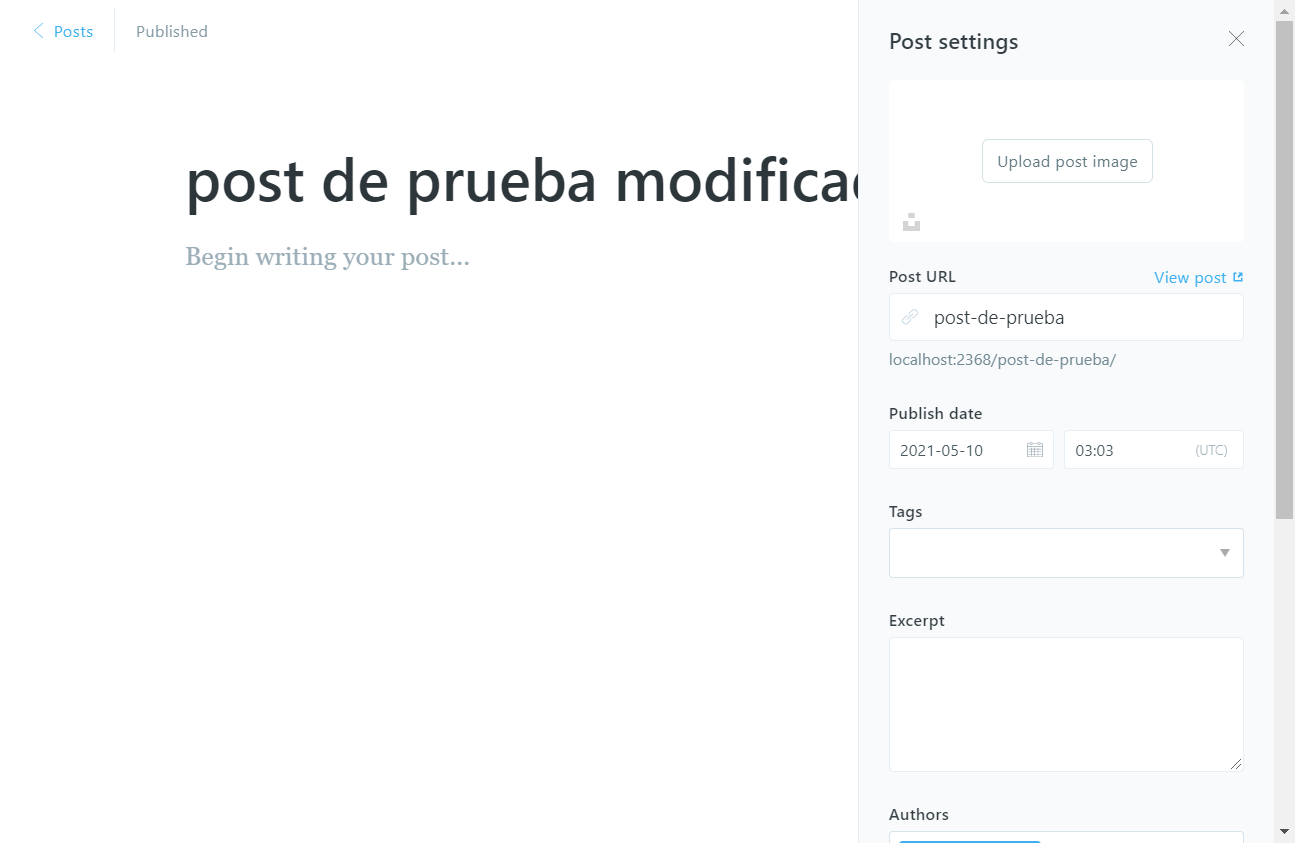 Posts
Published
post de prueba
Begin writing your post...
Post settings
Upload post image
Post URL
View post
post-de-prueba
localhost:2368/post-de-prueba/
Publish date
2021-05-10
03:03
(UTC)
Tags
Excerpt
Authors